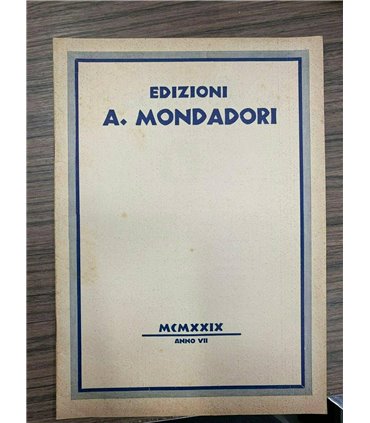 EDIZIONI
A. MONDADORI
MCMXXIX
ANNO VII